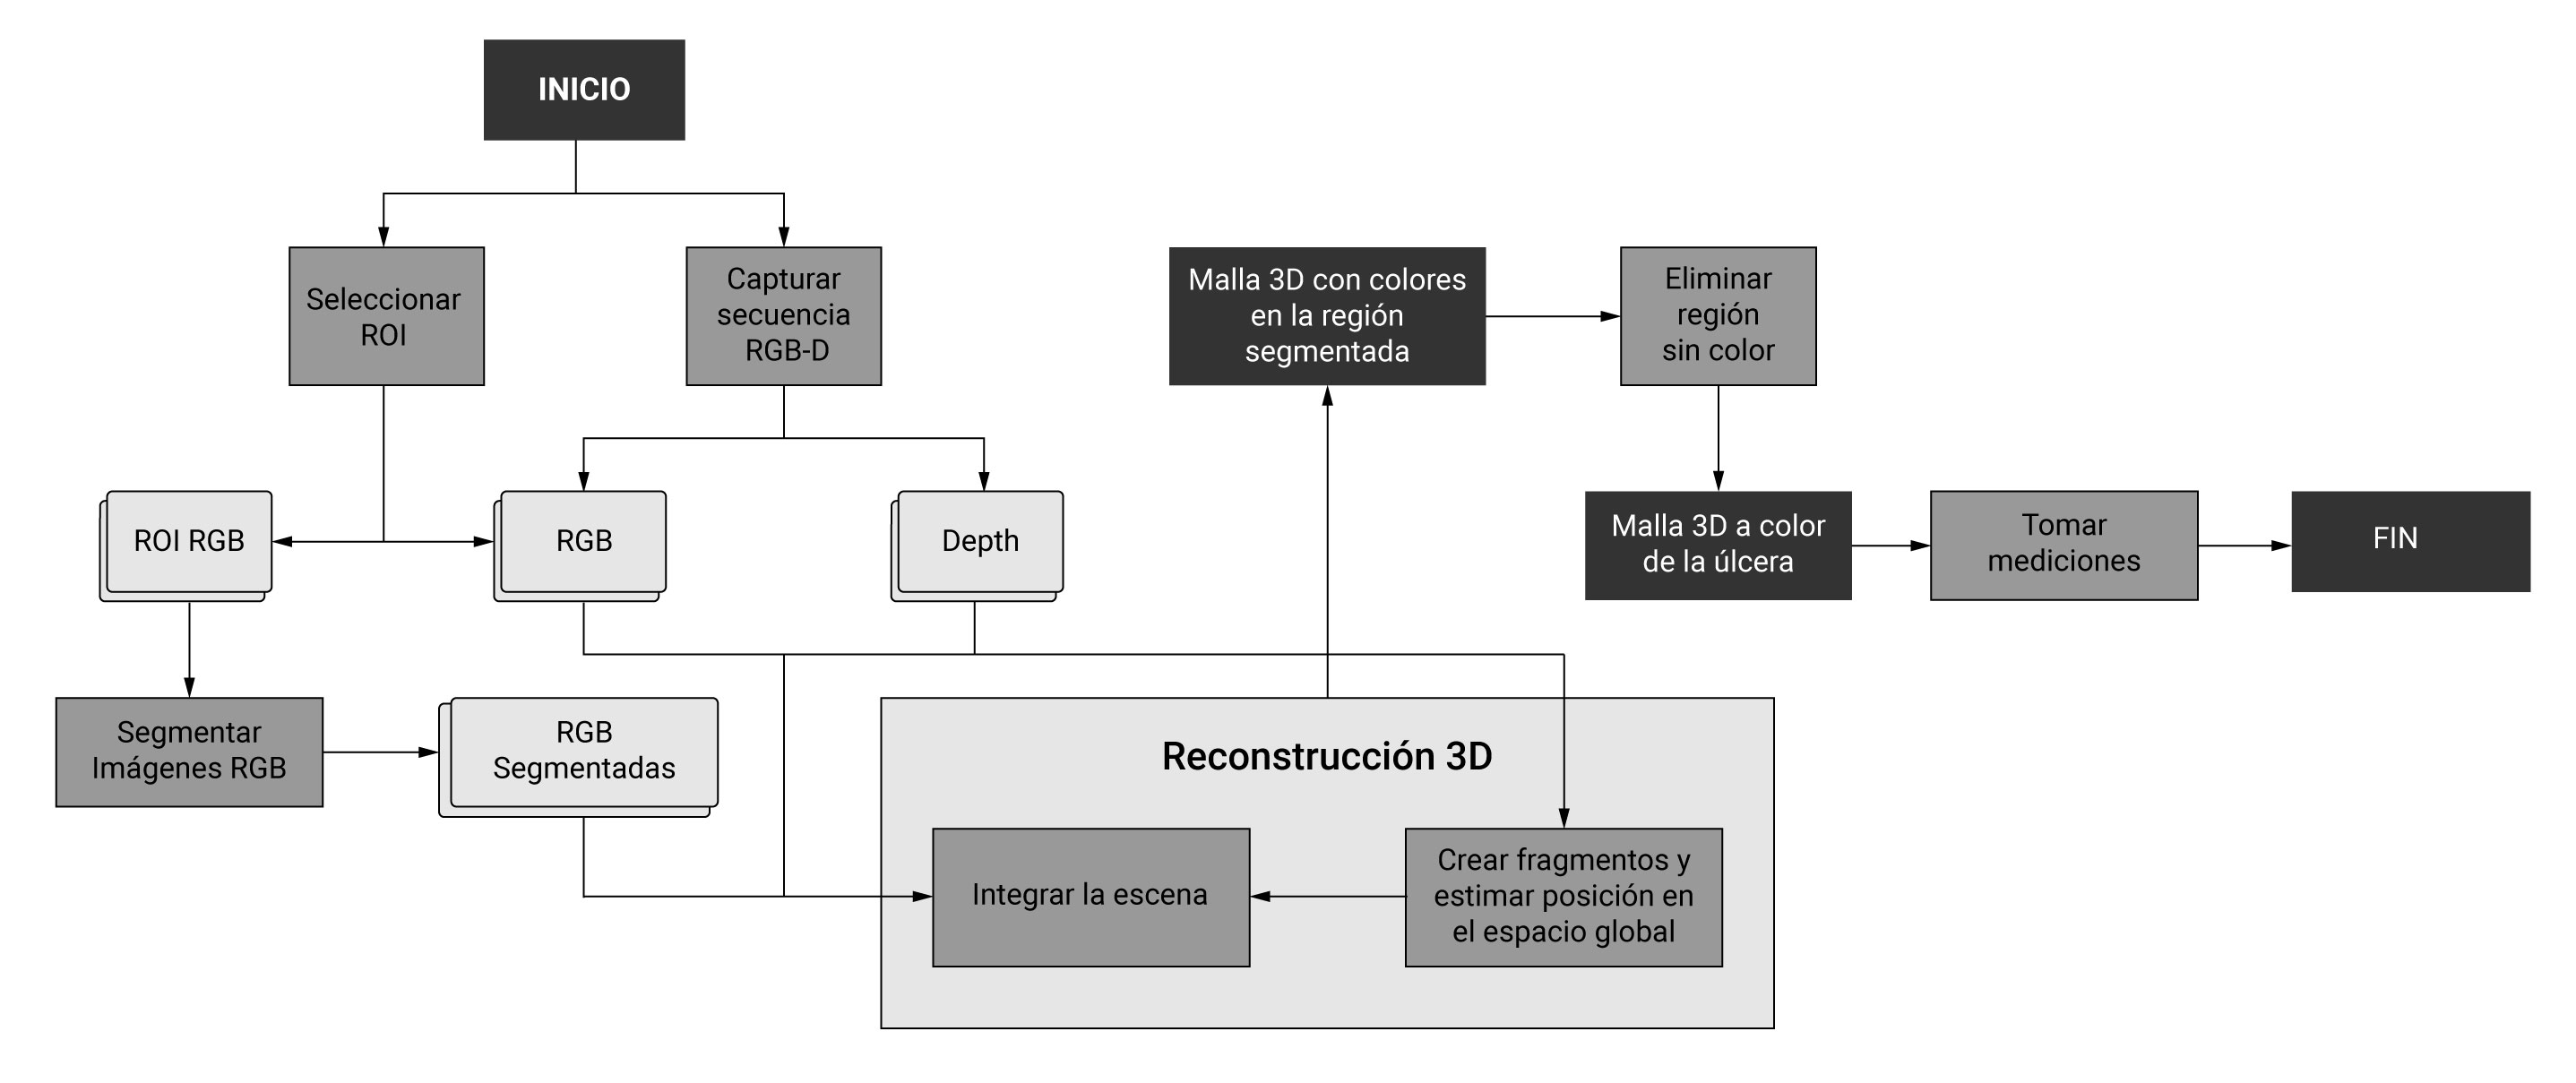 INICIO
Seleccionar
ROI
Capturar
secuencia
RGB-D
Malla 3D con colores
en la región
segmentada
Eliminar
región
sin color
ROI RGB
RGB
Depth
Malla 3D a color
de la úlcera
Tomar
mediciones
FIN
Segmentar
Imágenes RGB
RGB
Segmentadas
Reconstrucción 3D
Integrar la escena
Crear fragmentos y
estimar posición en
el espacio global